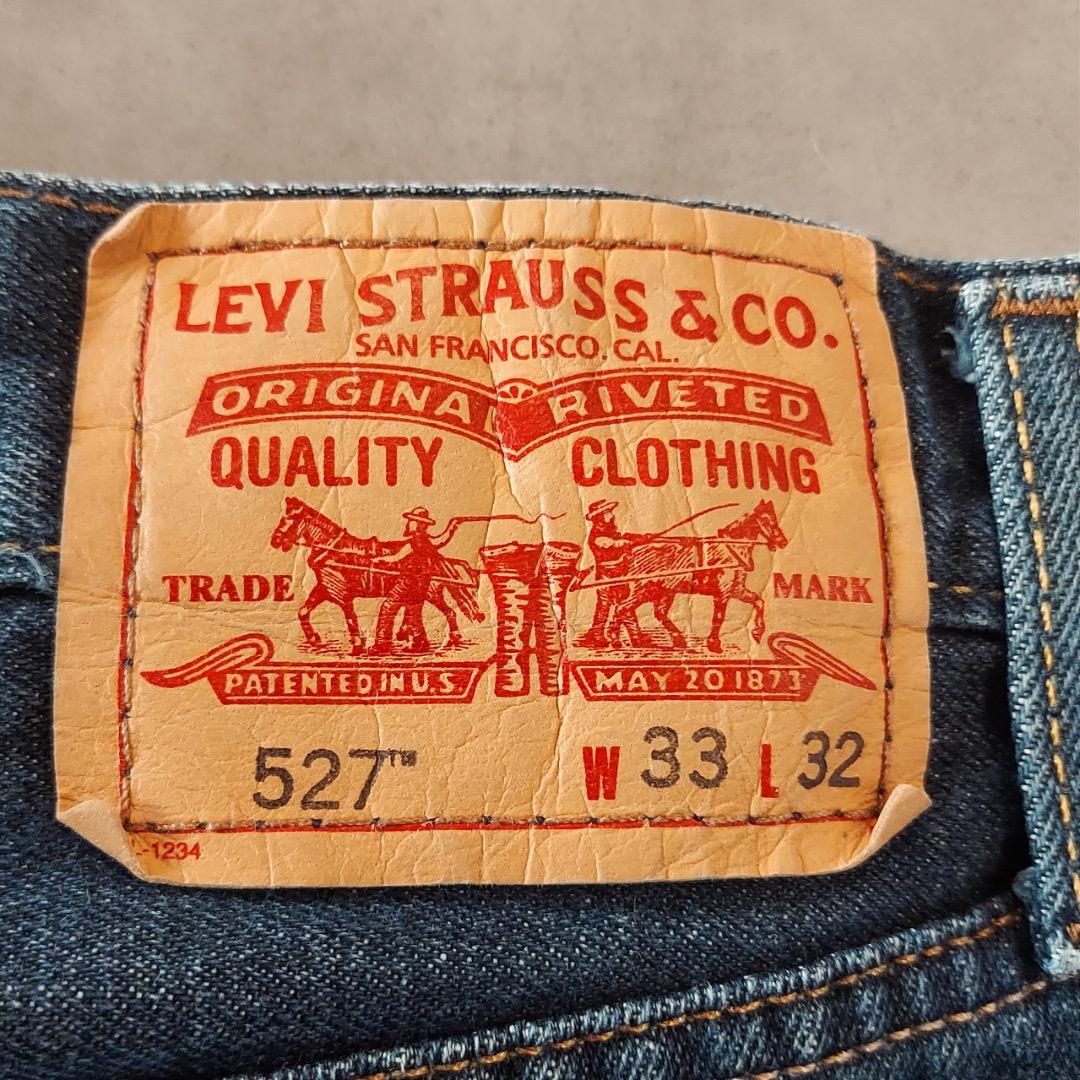 LEVI STRAUSS & CO.
SAN FRANCISCO. CAL.
ORIGINAL RIVETED
QUALITY CLOTHING
TRADE MARK
PATENTED IN U.S. MAY 20 1873
527™ W 33 L 32
-1234